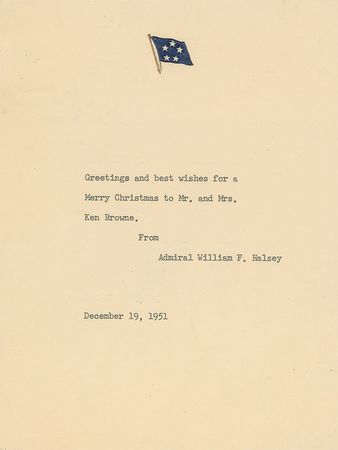 Greetings and best wishes for a
Merry Christmas to Mr. and Mrs.
Ken Browne.
From
Admiral William F. Halsey
December 19, 1951